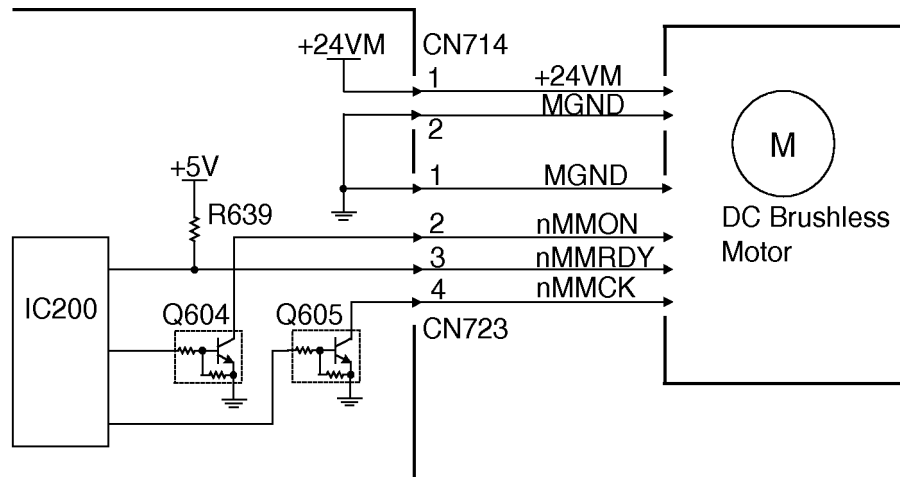 +24VM
CN714
1
+24VM
MGND
2
M
+5V
1
MGND
R639
2
nMMON
DC Brushless
Motor
3
nMMRDY
IC200
Q604
Q605
4
nMMCK
CN723